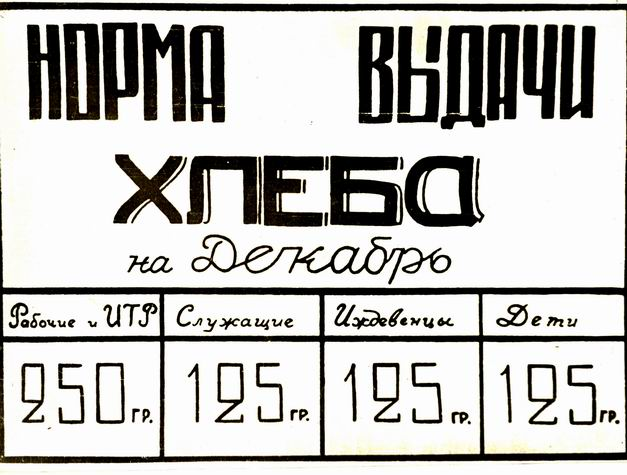 НОРМА ВЫДАЧИ
ХЛЕБА
на Декабрь
Рабочие и ИТР Служащие Иждевенцы Дети
250 гр. 125 гр. 125 гр. 125 гр.